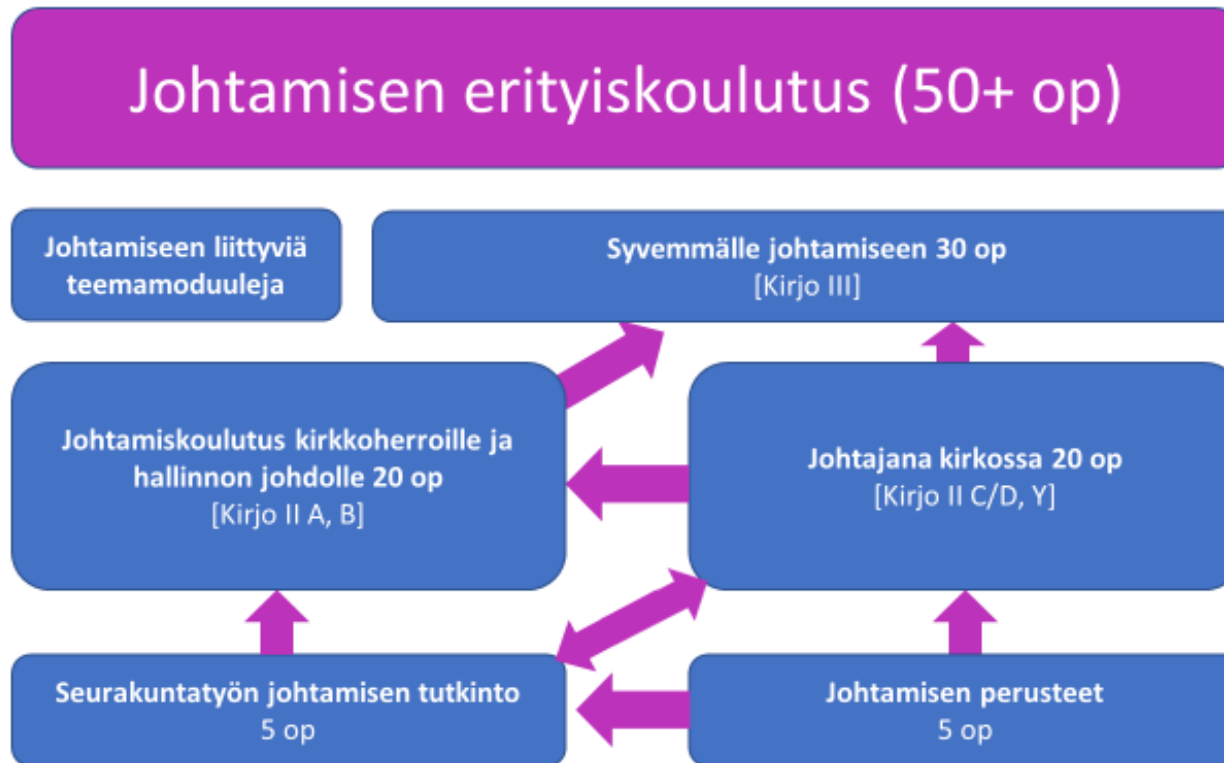 Johtamisen erityiskoulutus (50+ op)
Johtamiseen liittyviä
teemamoduuleja
Syvemmälle johtamiseen 30 op
[Kirjo III]
Johtamiskoulutus kirkkoherroille ja
hallinnon johdolle 20 op
[Kirjo II A, B]
Johtajana kirkossa 20 op
[Kirjo II C/D, Y]
Seurakuntatyön johtamisen tutkinto
5 op
Johtamisen perusteet
5 op